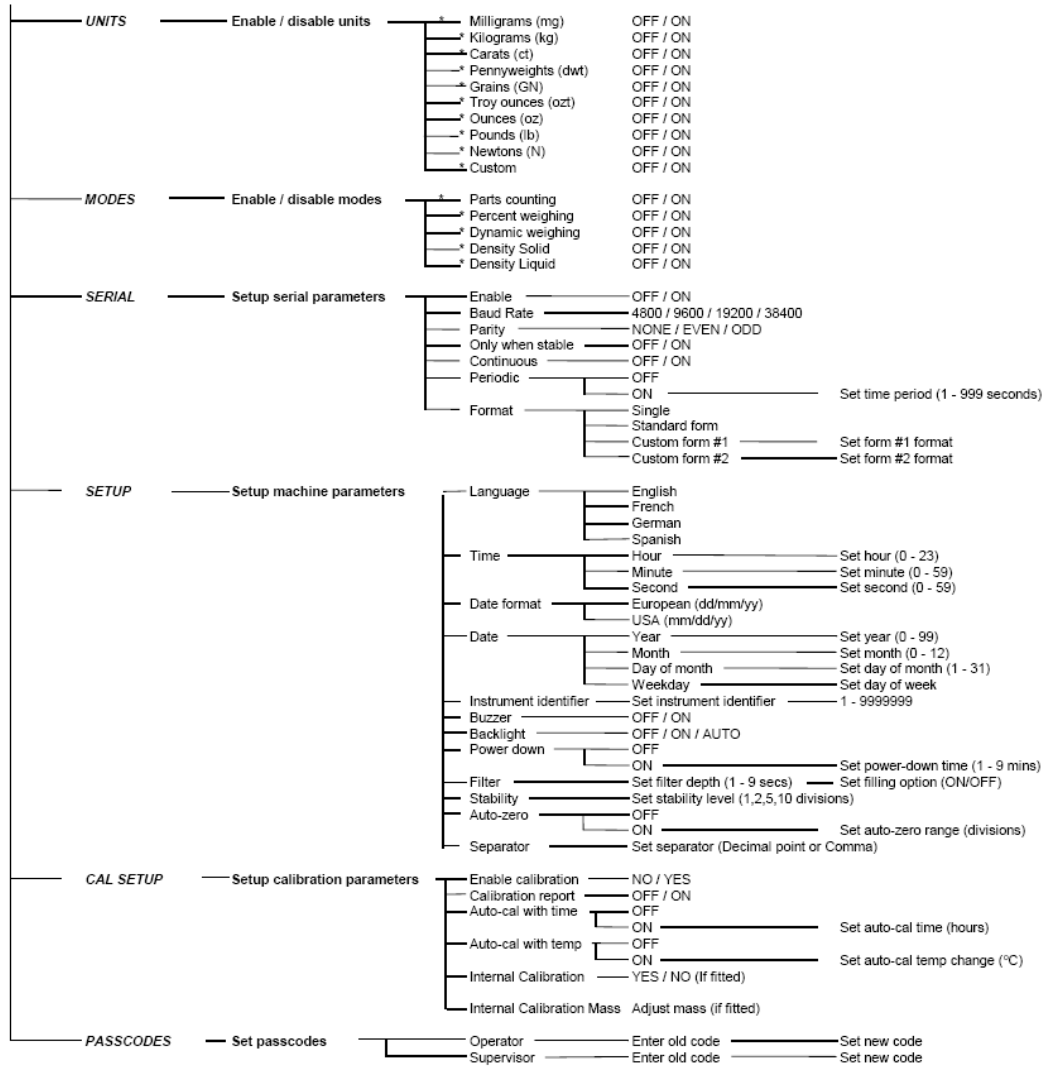 UNITS Enable / disable units * Milligrams (mg) OFF / ON
* Kilograms (kg) OFF / ON
* Carats (ct) OFF / ON
* Pennyweights (dwt) OFF / ON
* Grains (GN) OFF / ON
* Troy ounces (ozt) OFF / ON
* Ounces (oz) OFF / ON
* Pounds (lb) OFF / ON
* Newtons (N) OFF / ON
* Custom OFF / ON
MODES Enable / disable modes * Parts counting OFF / ON
* Percent weighing OFF / ON
* Dynamic weighing OFF / ON
* Density Solid OFF / ON
* Density Liquid OFF / ON
SERIAL Setup serial parameters Enable OFF / ON
Baud Rate 4800 / 9600 / 19200 / 38400
Parity NONE / EVEN / ODD
Only when stable OFF / ON
Continuous OFF / ON
Periodic OFF
ON Set time period (1 - 999 seconds)
Format Single
Standard form
Custom form #1 Set form #1 format
Custom form #2 Set form #2 format
SETUP Setup machine parameters Language English
French
German
Spanish
Time Hour Set hour (0 - 23)
Minute Set minute (0 - 59)
Second Set second (0 - 59)
Date format European (dd/mm/yy)
USA (mm/dd/yy)
Date Year Set year (0 - 99)
Month Set month (0 - 12)
Day of month Set day of month (1 - 31)
Weekday Set day of week
Instrument identifier Set instrument identifier 1 - 9999999
Buzzer OFF / ON
Backlight OFF / ON / AUTO
Power down OFF
ON Set power-down time (1 - 9 mins)
Filter Set filter depth (1 - 9 secs) Set filling option (ON/OFF)
Stability Set stability level (1,2,5,10 divisions)
Auto-zero OFF
ON Set auto-zero range (divisions)
Separator Set separator (Decimal point or Comma)
CAL SETUP Setup calibration parameters Enable calibration NO / YES
Calibration report OFF / ON
Auto-cal with time OFF
ON Set auto-cal time (hours)
Auto-cal with temp OFF
ON Set auto-cal temp change (ºC)
Internal Calibration YES / NO (If fitted)
Internal Calibration Mass Adjust mass (if fitted)
PASSCODES Set passcodes Operator Enter old code Set new code
Supervisor Enter old code Set new code